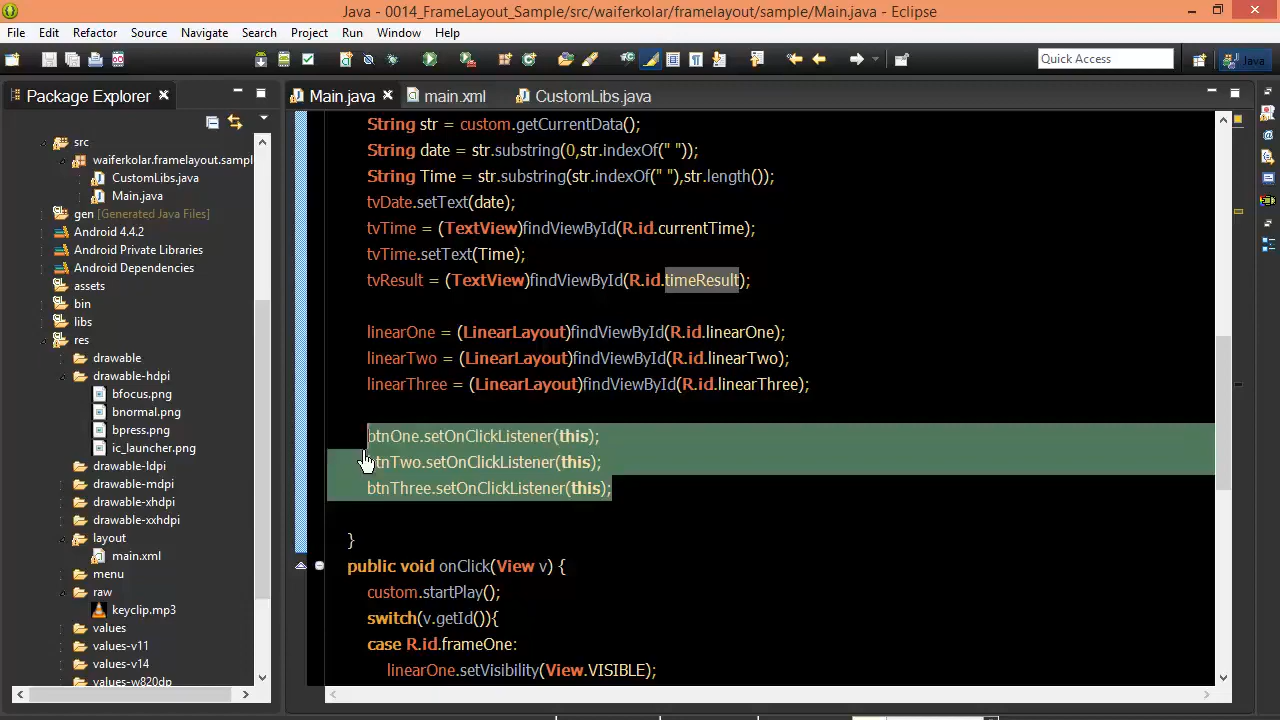 Java - 0014_FrameLayout_Sample/src/waiferkolar/framelayout/sample/Main.java - Eclipse
File Edit Refactor Source Navigate Search Project Run Window Help
Quick Access
Java
Package Explorer
Main.java
main.xml
CustomLibs.java
src
waiferkolar.framelayout.sampl
CustomLibs.java
Main.java
gen [Generated Java Files]
Android 4.4.2
Android Private Libraries
Android Dependencies
assets
bin
libs
res
drawable
drawable-hdpi
bfocus.png
bnormal.png
bpress.png
ic_launcher.png
drawable-ldpi
drawable-mdpi
drawable-xhdpi
drawable-xxhdpi
layout
main.xml
menu
raw
keyclip.mp3
values
values-v11
values-v14
values-w820dp
String str = custom.getCurrentData();
String date = str.substring(0,str.indexOf(" "));
String Time = str.substring(str.indexOf(" "),str.length());
tvDate.setText(date);
tvTime = (TextView)findViewById(R.id.currentTime);
tvTime.setText(Time);
tvResult = (TextView)findViewById(R.id.timeResult);
linearOne = (LinearLayout)findViewById(R.id.linearOne);
linearTwo = (LinearLayout)findViewById(R.id.linearTwo);
linearThree = (LinearLayout)findViewById(R.id.linearThree);
btnOne.setOnClickListener(this);
btnTwo.setOnClickListener(this);
btnThree.setOnClickListener(this);
}
public void onClick(View v) {
custom.startPlay();
switch(v.getId()){
case R.id.frameOne:
linearOne.setVisibility(View.VISIBLE);